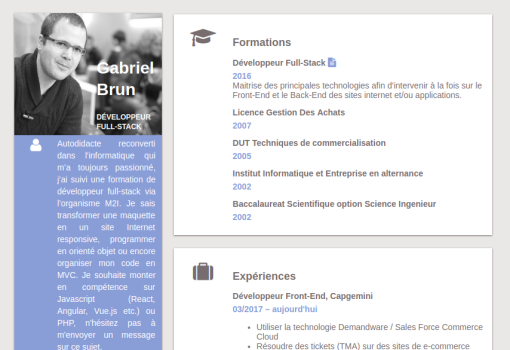 Gabriel
Brun
DÉVELOPPEUR
FULL-STACK
Autodidacte reconverti
dans l'informatique qui
m'a toujours passionné,
j'ai suivi une formation de
développeur full-stack via
l'organisme M2I. Je sais
transformer une maquette
en un site Internet
responsive, programmer
en orienté objet ou encore
organiser mon code en
MVC. Je souhaite monter
en compétence sur
Javascript (React,
Angular, Vue.js etc.) ou
PHP, n'hésitez pas à
m'envoyer un message
sur ce sujet.
Formations
Développeur Full-Stack
2016
Maitrise des principales technologies afin d'intervenir à la fois sur le
Front-End et le Back-End des sites internet et/ou applications.
Licence Gestion Des Achats
2007
DUT Techniques de commercialisation
2005
Institut Informatique et Entreprise en alternance
2002
Baccalaureat Scientifique option Science Ingenieur
2002
Expériences
Développeur Front-End, Capgemini
03/2017 – aujourd'hui
• Utiliser la technologie Demandware / Sales Force Commerce
Cloud
• Résoudre des tickets (TMA) sur des sites de e-commerce